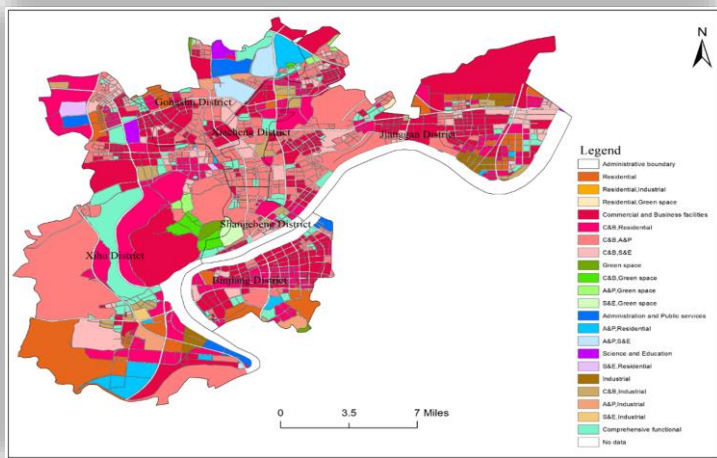 N
Gongshu District
Xiacheng District
Jianggan District
Shangcheng District
Xihu District
Binjiang District
0 3.5 7 Miles
Legend
Administrative boundary
Residential
Residential,Industrial
Residential,Green space
Commercial and Business facilities
C&B,Residential
C&B,A&P
C&B,S&E
Green space
C&B,Green space
A&P,Green space
S&E,Green space
Administration and Public services
A&P,Residential
A&P,S&E
Science and Education
S&E,Residential
Industrial
C&B,Industrial
A&P,Industrial
S&E,Industrial
Comprehensive functional
No data